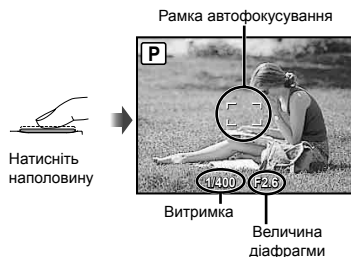 Рамка автофокусування
P
Натисніть
наполовину
1/400
F2.6
Витримка
Величина
діафрагми